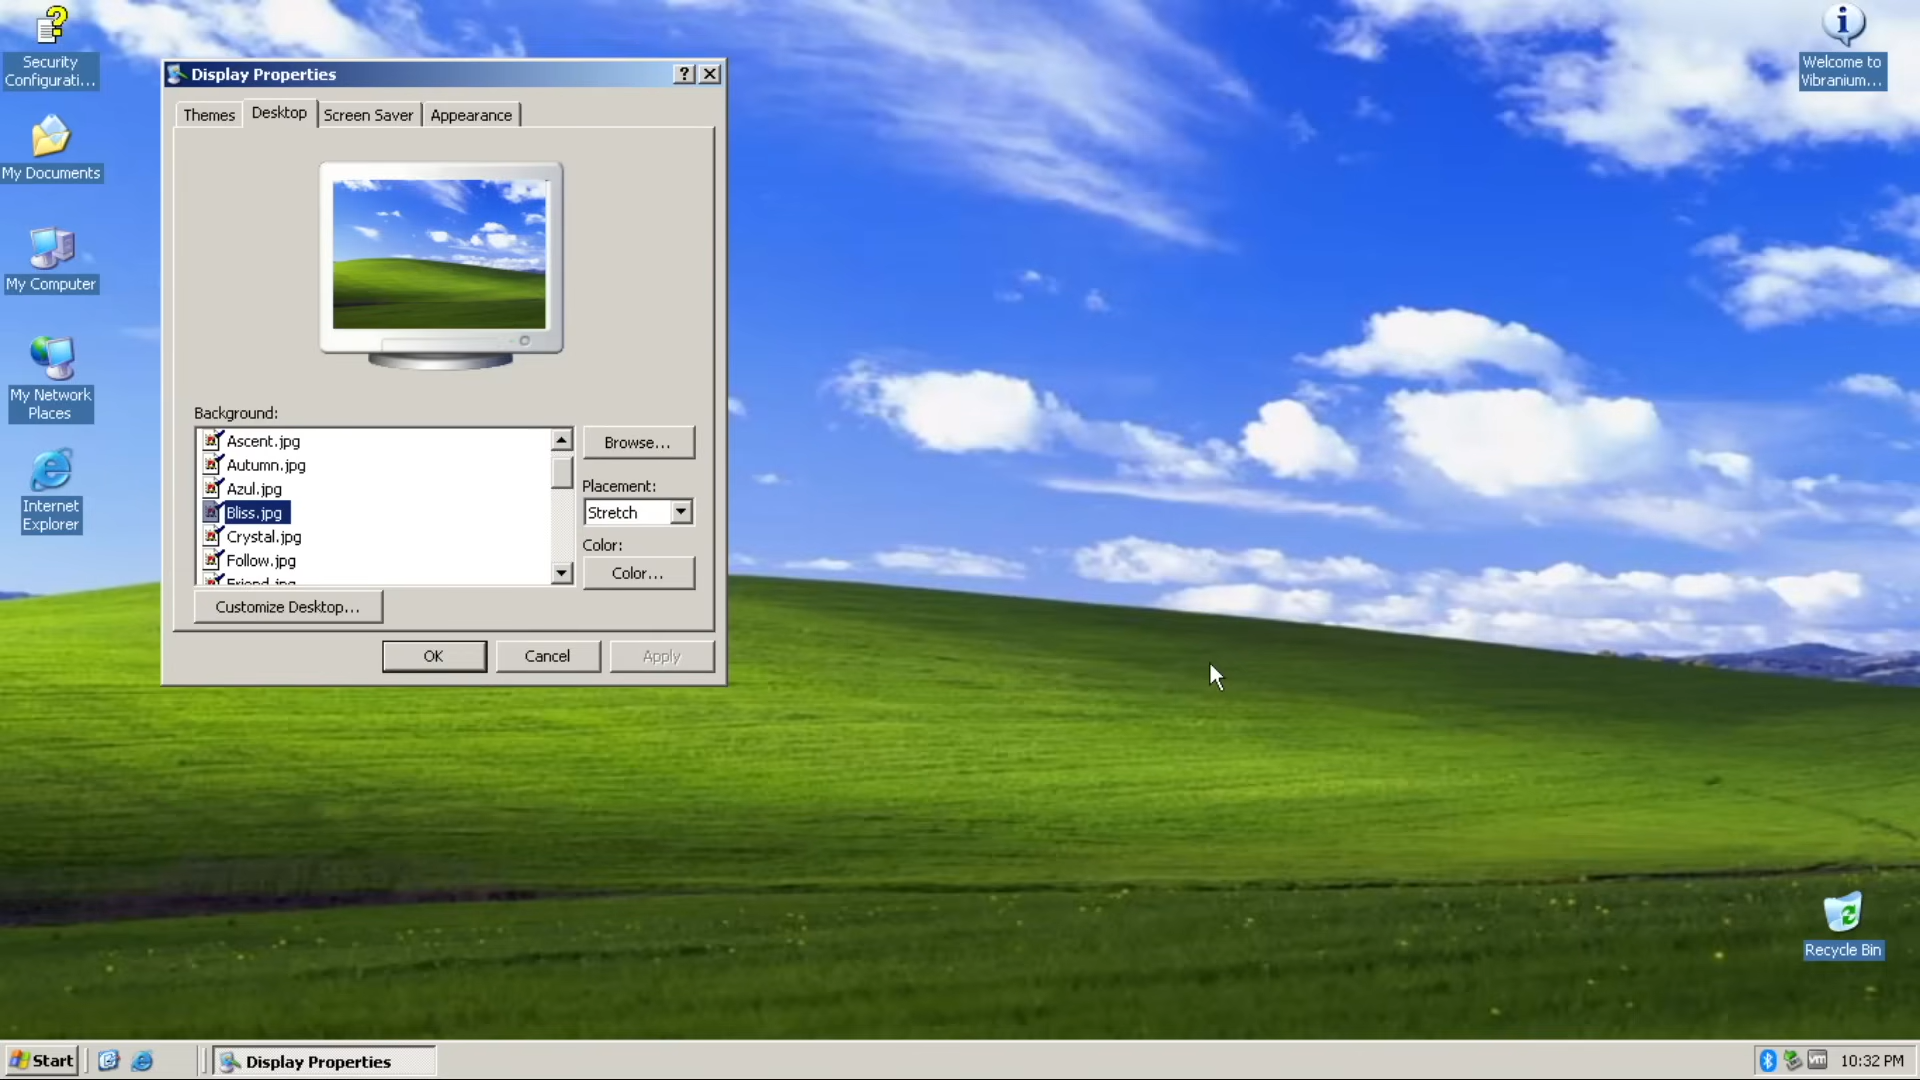 Security
Configurati...
My Documents
My Computer
My Network
Places
Internet
Explorer
Display Properties
?
Themes
Desktop
Screen Saver
Appearance
Background:
Ascent.jpg
Autumn.jpg
Azul.jpg
Bliss.jpg
Crystal.jpg
Follow.jpg
Friend.jpg
Browse...
Placement:
Stretch
Color:
Color...
Customize Desktop...
OK
Cancel
Apply
Welcome to
Vibranium...
Recycle Bin
Start
Display Properties
10:32 PM